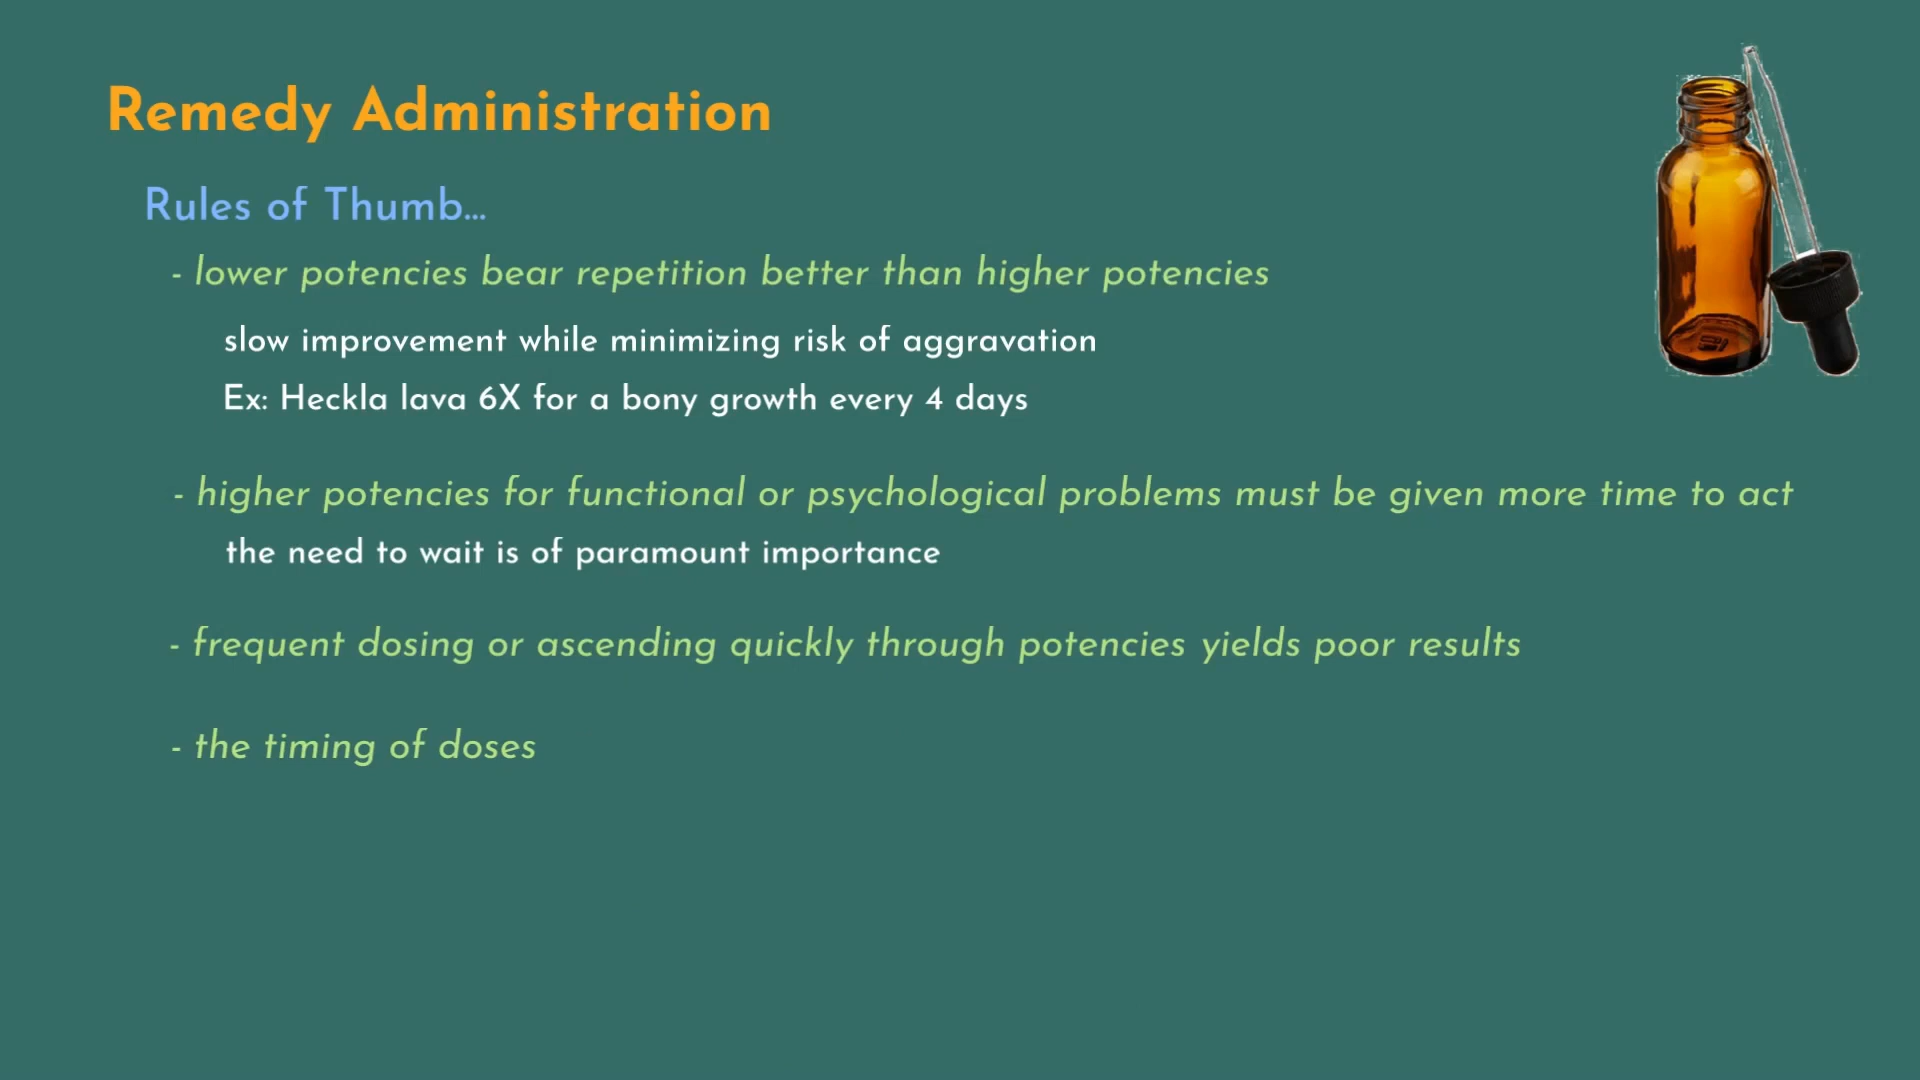 Remedy Administration
Rules of Thumb...
- lower potencies bear repetition better than higher potencies
slow improvement while minimizing risk of aggravation
Ex: Heckla lava 6X for a bony growth every 4 days
- higher potencies for functional or psychological problems must be given more time to act
the need to wait is of paramount importance
- frequent dosing or ascending quickly through potencies yields poor results
- the timing of doses